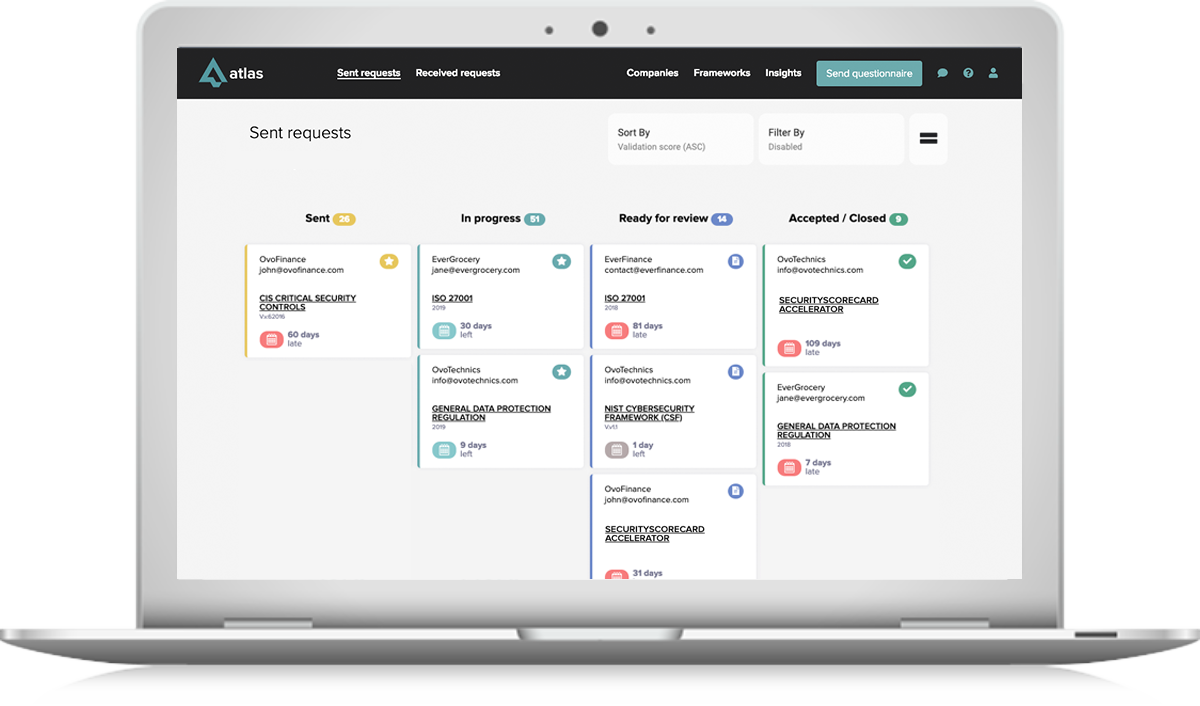 atlas
Sent requests
Received requests
Companies
Frameworks
Insights
Send questionnaire
Sent requests
Sort By
Validation score (ASC)
Filter By
Disabled
Sent 26
In progress 51
Ready for review 14
Accepted / Closed 9
OvoFinance
john@ovofinance.com
CIS CRITICAL SECURITY
CONTROLS
V.v.6.2016
60 days
late
EverGrocery
jane@evergrocery.com
ISO 27001
2019
30 days
left
OvoTechnics
info@ovotechnics.com
GENERAL DATA PROTECTION
REGULATION
2019
9 days
left
EverFinance
contact@everfinance.com
ISO 27001
2018
81 days
late
OvoTechnics
info@ovotechnics.com
NIST CYBERSECURITY
FRAMEWORK (CSF)
V.v1.1
1 day
left
OvoFinance
john@ovofinance.com
SECURITYSCORECARD
ACCELERATOR
31 days
OvoTechnics
info@ovotechnics.com
SECURITYSCORECARD
ACCELERATOR
109 days
late
EverGrocery
jane@evergrocery.com
GENERAL DATA PROTECTION
REGULATION
2018
7 days
late